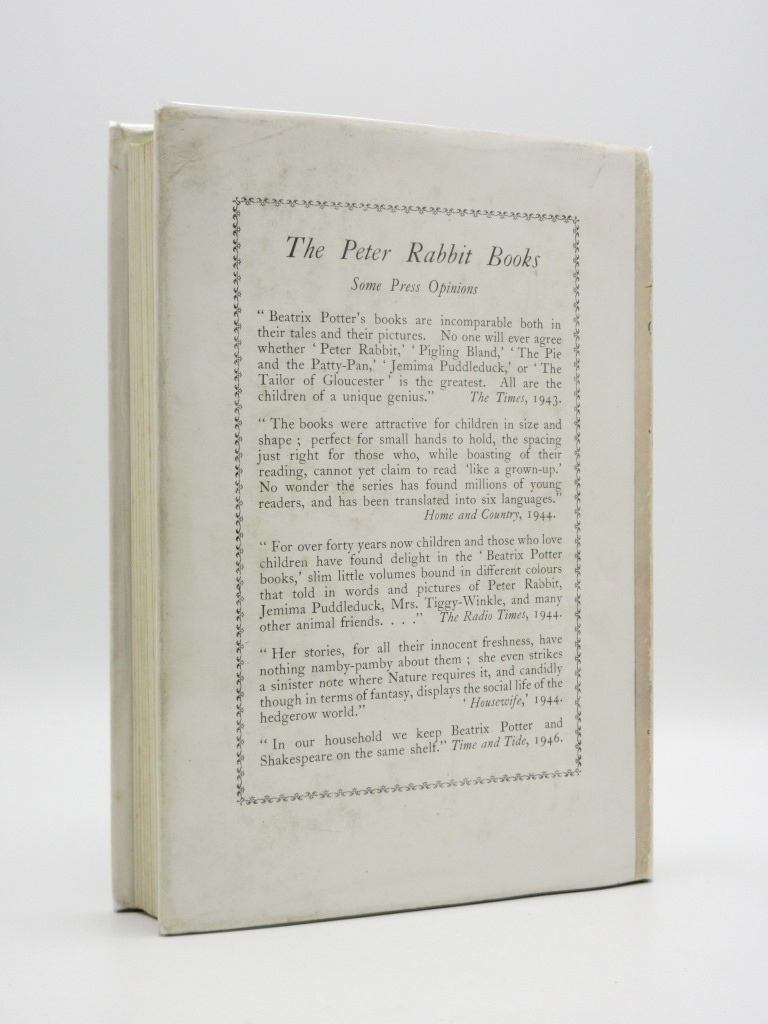 The Peter Rabbit Books
Some Press Opinions
“ Beatrix Potter’s books are incomparable both in
their tales and their pictures. No one will ever agree
whether ‘ Peter Rabbit,’ ‘ Pigling Bland,’ ‘ The Pie
and the Patty-Pan,’ ‘ Jemima Puddleduck,’ or ‘ The
Tailor of Gloucester ’ is the greatest. All are the
children of a unique genius.” The Times, 1943.
“ The books were attractive for children in size and
shape ; perfect for small hands to hold, the spacing
just right for those who, while boasting of their
reading, cannot yet claim to read ‘like a grown-up.’
No wonder the series has found millions of young
readers, and has been translated into six languages.”
Home and Country, 1944.
“ For over forty years now children and those who love
children have found delight in the ‘ Beatrix Potter
books,’ slim little volumes bound in different colours
that told in words and pictures of Peter Rabbit,
Jemima Puddleduck, Mrs. Tiggy-Winkle, and many
other animal friends. . . .” The Radio Times, 1944.
“ Her stories, for all their innocent freshness, have
nothing namby-pamby about them ; she even strikes
a sinister note where Nature requires it, and candidly
though in terms of fantasy, displays the social life of the
hedgerow world.” ‘ Housewife,’ 1944.
“ In our household we keep Beatrix Potter and
Shakespeare on the same shelf.” Time and Tide, 1946.